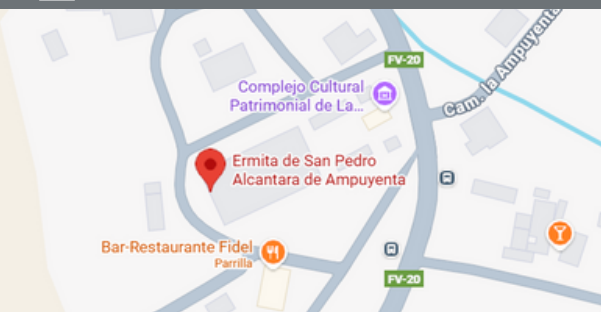 FV-20
Cam. la Ampuyenta
Complejo Cultural
Patrimonial de La...
Ermita de San Pedro
Alcantara de Ampuyenta
Bar-Restaurante Fidel
Parrilla
FV-20